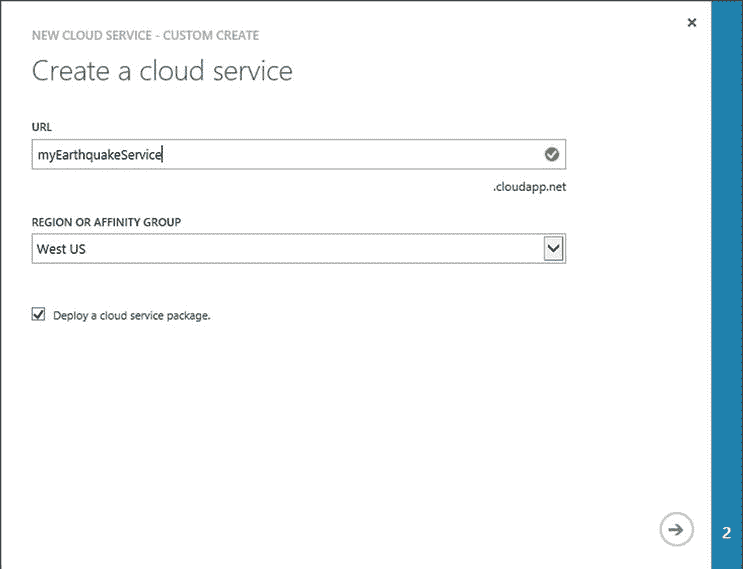 NEW CLOUD SERVICE - CUSTOM CREATE
Create a cloud service
URL
myEarthquakeService
.cloudapp.net
REGION OR AFFINITY GROUP
West US
Deploy a cloud service package.
2